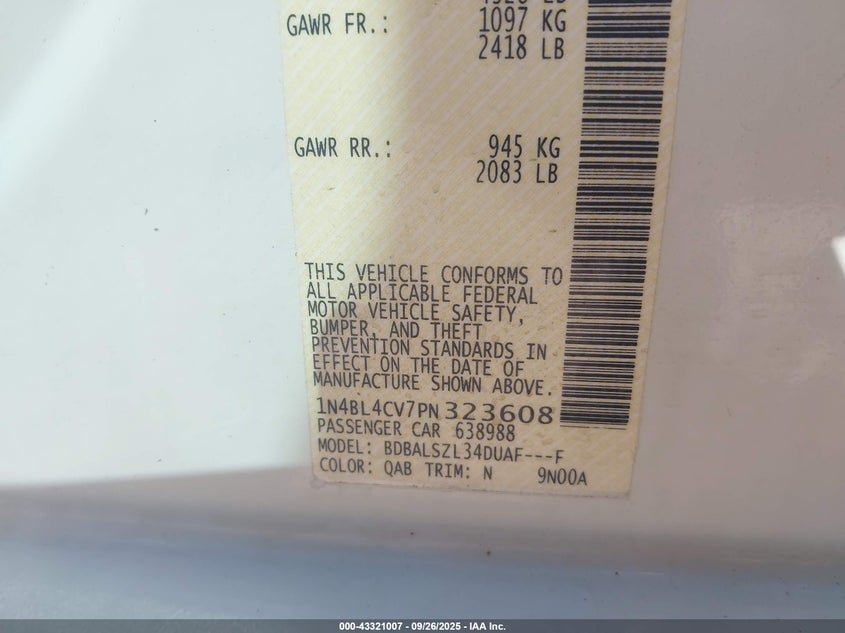 GAWR FR.: 1097 KG
2418 LB
GAWR RR.: 945 KG
2083 LB
THIS VEHICLE CONFORMS TO
ALL APPLICABLE FEDERAL
MOTOR VEHICLE SAFETY,
BUMPER, AND THEFT
PREVENTION STANDARDS IN
EFFECT ON THE DATE OF
MANUFACTURE SHOWN ABOVE.
1N4BL4CV7PN323608
PASSENGER CAR 638988
MODEL: BDBALSZL34DUAF---F
COLOR: QAB TRIM: N 9N00A
000-43321007 - 09/26/2025 - IAA Inc.